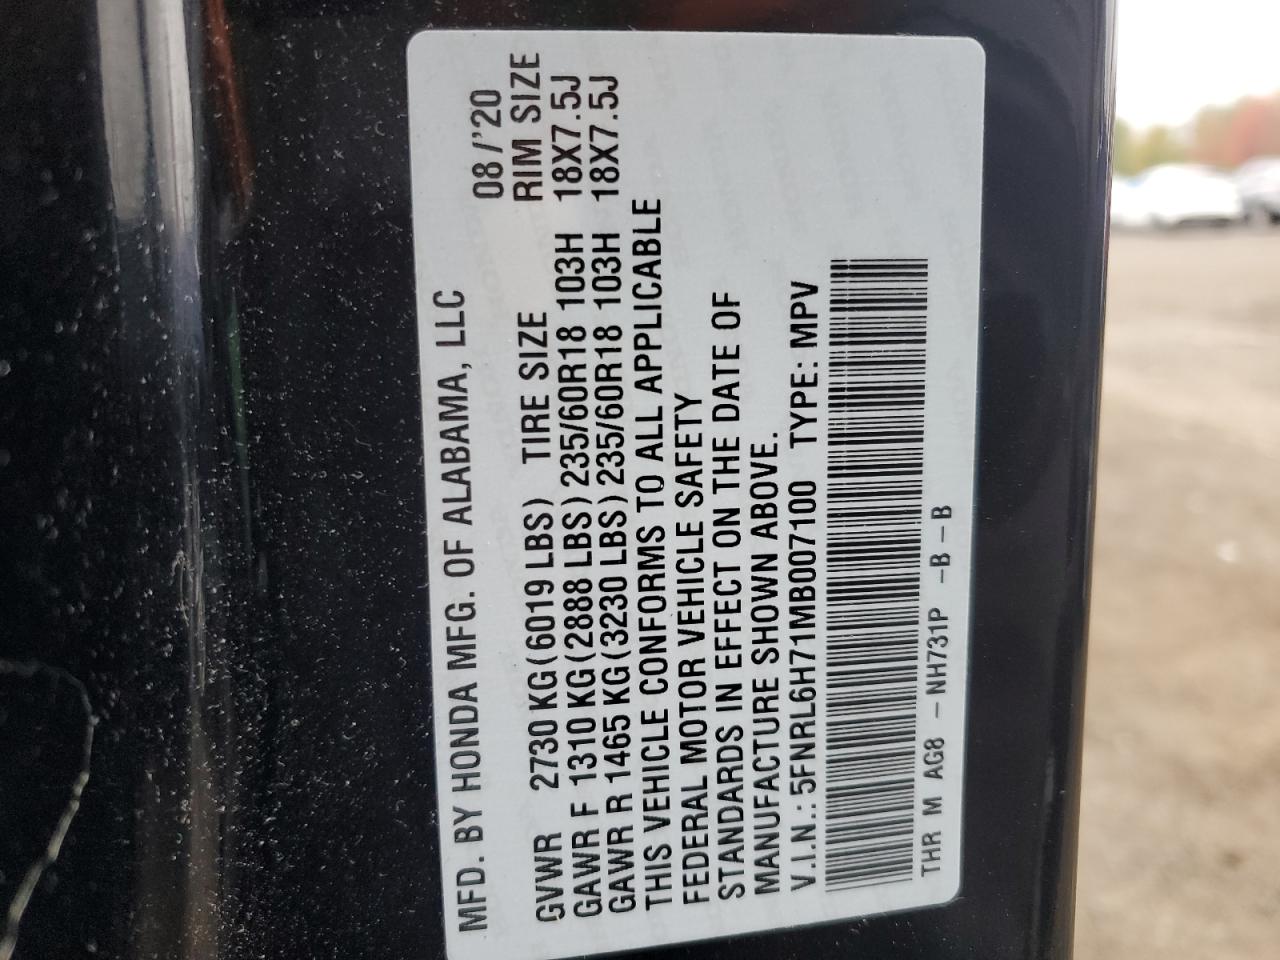 MFD. BY HONDA MFG. OF ALABAMA, LLC 08/'20
GVWR 2730 KG(6019 LBS) TIRE SIZE RIM SIZE
GAWR F 1310 KG(2888 LBS) 235/60R18 103H 18X7.5J
GAWR R 1465 KG(3230 LBS) 235/60R18 103H 18X7.5J
THIS VEHICLE CONFORMS TO ALL APPLICABLE
FEDERAL MOTOR VEHICLE SAFETY
STANDARDS IN EFFECT ON THE DATE OF
MANUFACTURE SHOWN ABOVE.
V.I.N.: 5FNRL6H71MB007100 TYPE: MPV
THR M AG8 - NH731P -B - B